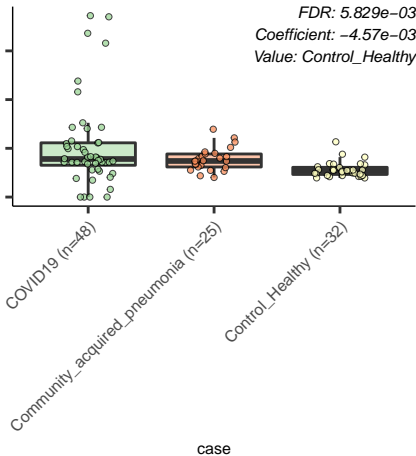 FDR: 5.829e−03
Coefficient: −4.57e−03
Value: Control_Healthy
COVID19 (n=48)
Community_acquired_pneumonia (n=25)
Control_Healthy (n=32)
case